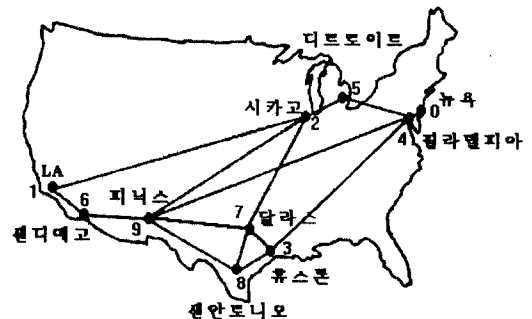 디트로이트
5
뉴욕
시카고
0
2
4
필라델피아
LA
1
6
피닉스
7
달라스
샌디에고
9
3
휴스톤
8
샌안토니오